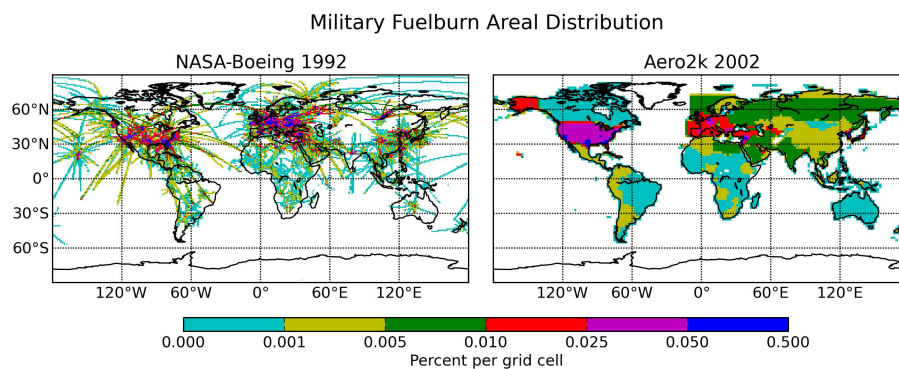 Military Fuelburn Areal Distribution
NASA-Boeing 1992
Aero2k 2002
60°N
30°N
0°
30°S
60°S
120°W 60°W 0° 60°E 120°E
120°W 60°W 0° 60°E 120°E
0.000 0.001 0.005 0.010 0.025 0.050 0.500
Percent per grid cell